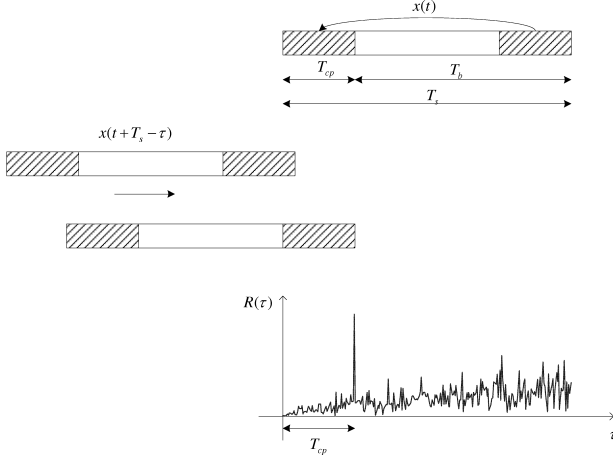 x(t)
T_cp
T_b
T_s
x(t + T_s − τ)
R(τ)
τ
T_cp